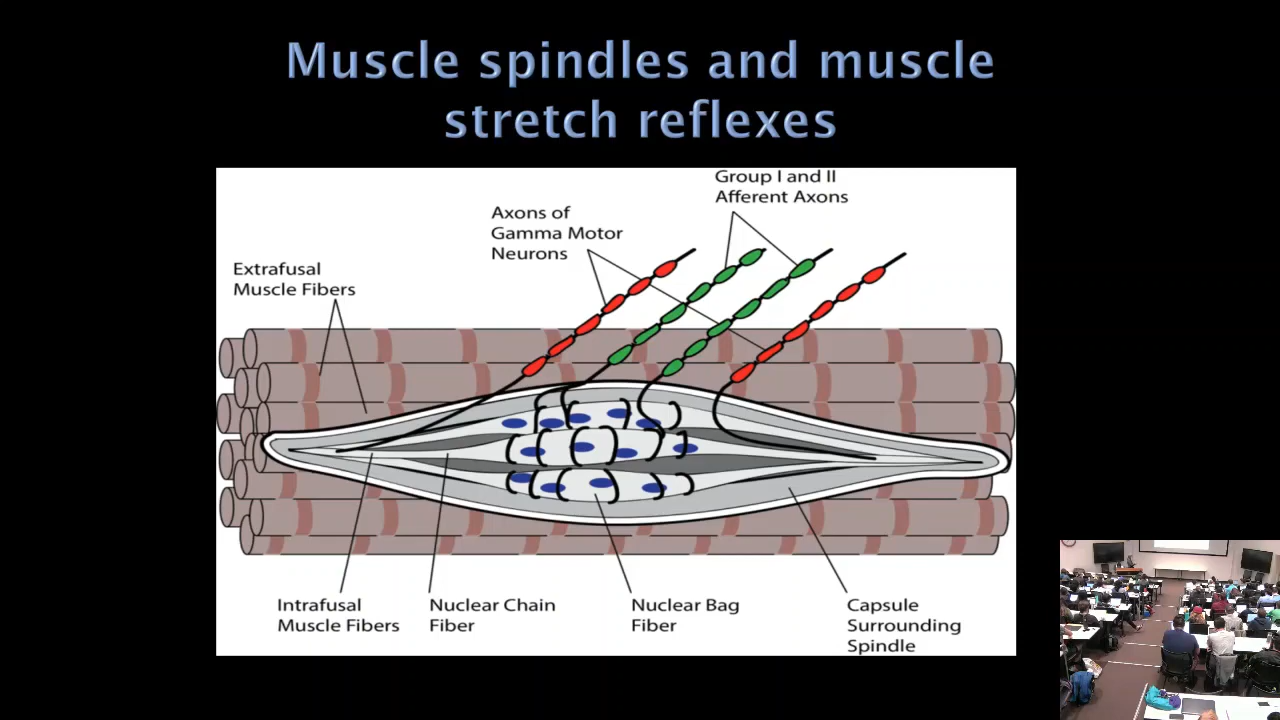 Muscle spindles and muscle
stretch reflexes
Group I and II
Afferent Axons
Axons of
Gamma Motor
Neurons
Extrafusal
Muscle Fibers
Intrafusal
Muscle Fibers
Nuclear Chain
Fiber
Nuclear Bag
Fiber
Capsule
Surrounding
Spindle